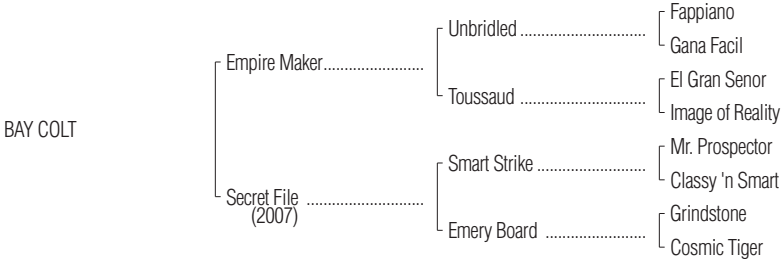 Fappiano
Unbridled ..............................
Gana Facil
Empire Maker........................
El Gran Senor
Toussaud ..............................
Image of Reality
BAY COLT
Mr. Prospector
Smart Strike ..........................
Classy 'n Smart
Secret File ............................
(2007)
Grindstone
Emery Board ........................
Cosmic Tiger